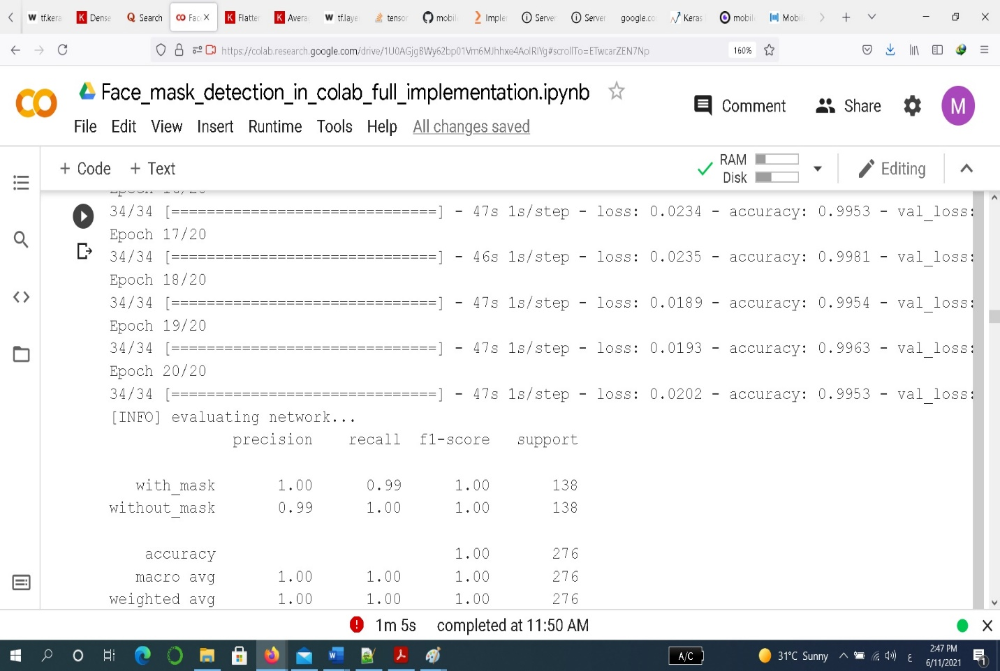 tf.kera
Dense
Search
Fac
Flatter
Avera
tf.laye
tensor
mobil
Impler
Server
Server
google.co
Keras
mobil
Mobil
https://colab.research.google.com/drive/1U0AGjgBWy62bp01Vm6MJhhxe4AolRlYg#scrollTo=ETwcarZEN7Np
160%
CO Face_mask_detection_in_colab_full_implementation.ipynb
Comment Share M
File Edit View Insert Runtime Tools Help All changes saved
+ Code + Text
RAM
Disk
Editing
34/34 [==============================] - 47s 1s/step - loss: 0.0234 - accuracy: 0.9953 - val_loss:
Epoch 17/20
34/34 [==============================] - 46s 1s/step - loss: 0.0235 - accuracy: 0.9981 - val_loss:
Epoch 18/20
34/34 [==============================] - 47s 1s/step - loss: 0.0189 - accuracy: 0.9954 - val_loss:
Epoch 19/20
34/34 [==============================] - 47s 1s/step - loss: 0.0193 - accuracy: 0.9963 - val_loss:
Epoch 20/20
34/34 [==============================] - 47s 1s/step - loss: 0.0202 - accuracy: 0.9953 - val_loss:
[INFO] evaluating network...
precision recall f1-score support
with_mask 1.00 0.99 1.00 138
without_mask 0.99 1.00 1.00 138
accuracy 1.00 276
macro avg 1.00 1.00 1.00 276
weighted avg 1.00 1.00 1.00 276
1m 5s completed at 11:50 AM
A/C
31°C Sunny
ع
2:47 PM
6/11/2021
1